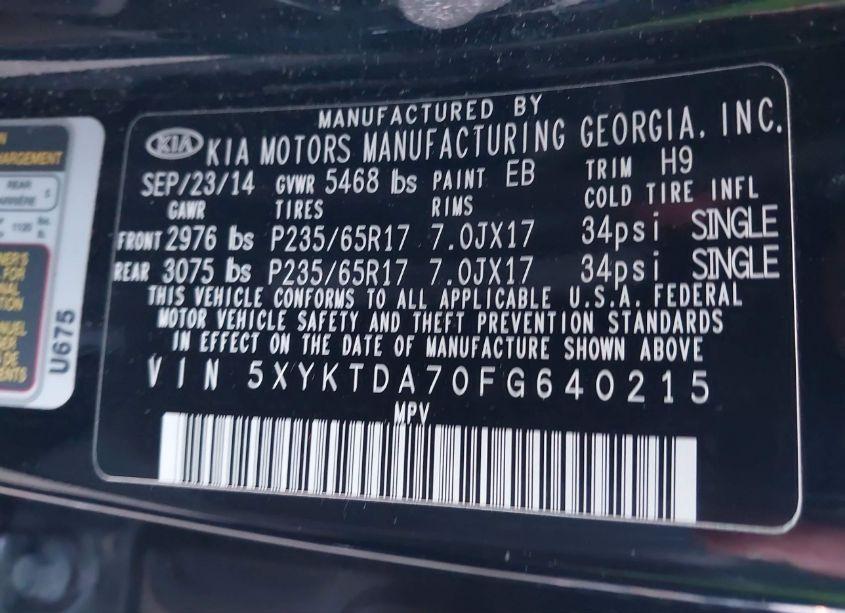 MANUFACTURED BY
KIA KIA MOTORS MANUFACTURING GEORGIA, INC.
SEP/23/14 GVWR 5468 lbs PAINT EB TRIM H9
GAWR TIRES RIMS COLD TIRE INFL
FRONT 2976 lbs P235/65R17 7.0JX17 34psi SINGLE
REAR 3075 lbs P235/65R17 7.0JX17 34psi SINGLE
THIS VEHICLE CONFORMS TO ALL APPLICABLE U.S.A. FEDERAL
MOTOR VEHICLE SAFETY AND THEFT PREVENTION STANDARDS
IN EFFECT ON THE DATE OF MANUFACTURE SHOWN ABOVE
VIN 5XYKTDA70FG640215
MPV
REAR
U675